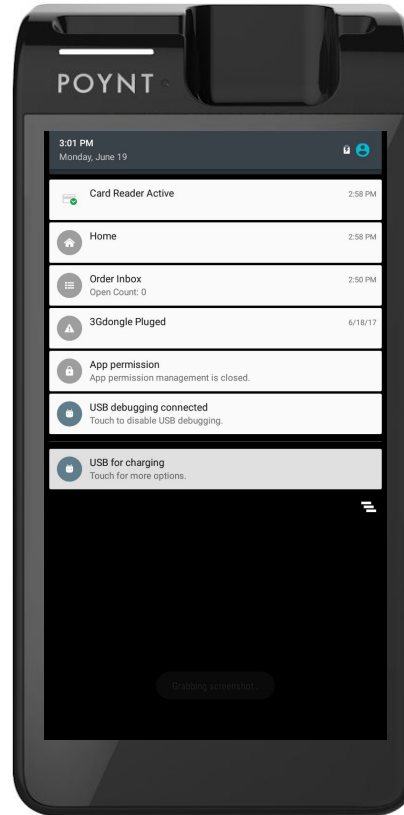 POYNT
3:01 PM
Monday, June 19
Card Reader Active 2:58 PM
Home 2:58 PM
Order Inbox 2:50 PM
Open Count: 0
3Gdongle Pluged 6/18/17
App permission
App permission management is closed.
USB debugging connected
Touch to disable USB debugging.
USB for charging
Touch for more options.
Grabbing screenshot...